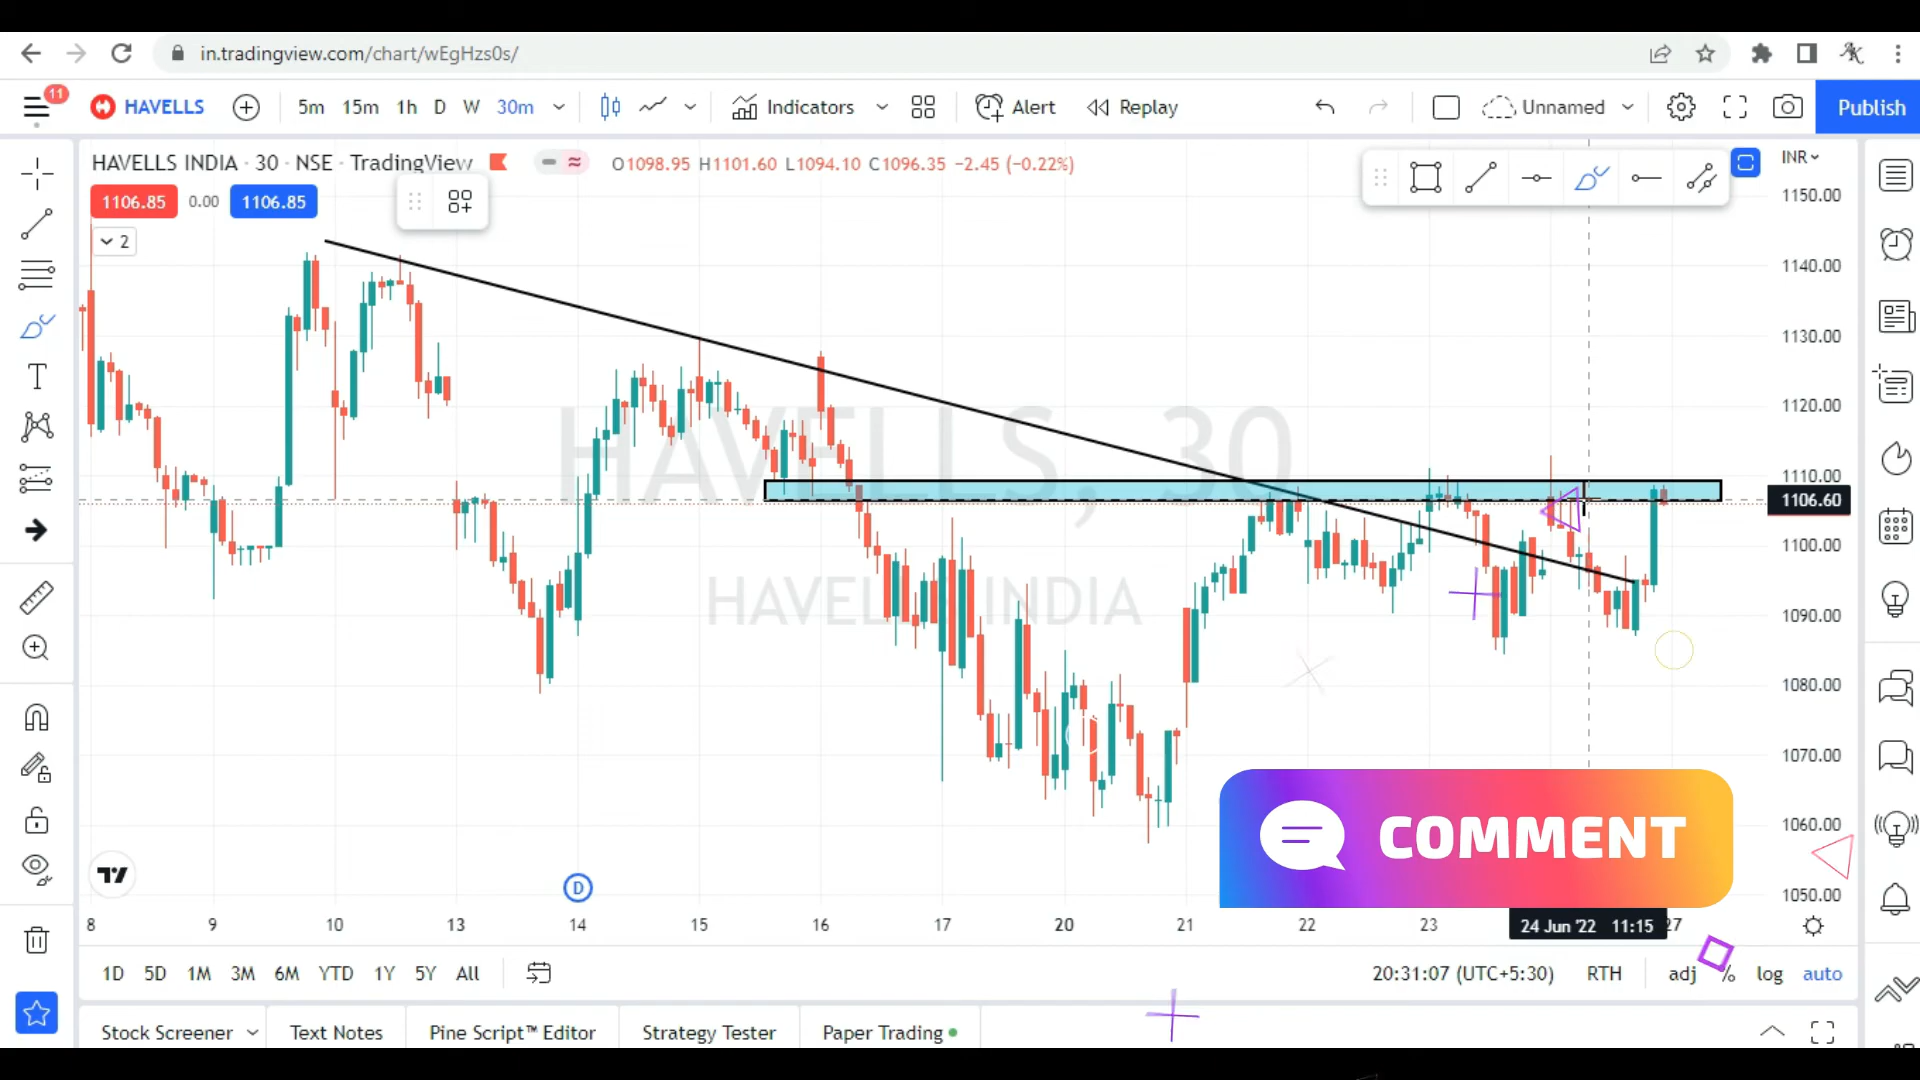 in.tradingview.com/chart/wEgHzs0s/
11
HAVELLS 5m 15m 1h D W 30m Indicators Alert Replay Unnamed Publish
HAVELLS INDIA · 30 · NSE · TradingView O1098.95 H1101.60 L1094.10 C1096.35 −2.45 (−0.22%) INR
1106.85 0.00 1106.85
2
1150.00
1140.00
1130.00
1120.00
1110.00
1106.60
1100.00
1090.00
1080.00
1070.00
1060.00
1050.00
HAVELLS, 30
HAVELLS INDIA
COMMENT
D
8 9 10 13 14 15 16 17 20 21 22 23 24 Jun '22 11:15 27
1D 5D 1M 3M 6M YTD 1Y 5Y All 20:31:07 (UTC+5:30) RTH adj % log auto
Stock Screener Text Notes Pine Script™ Editor Strategy Tester Paper Trading